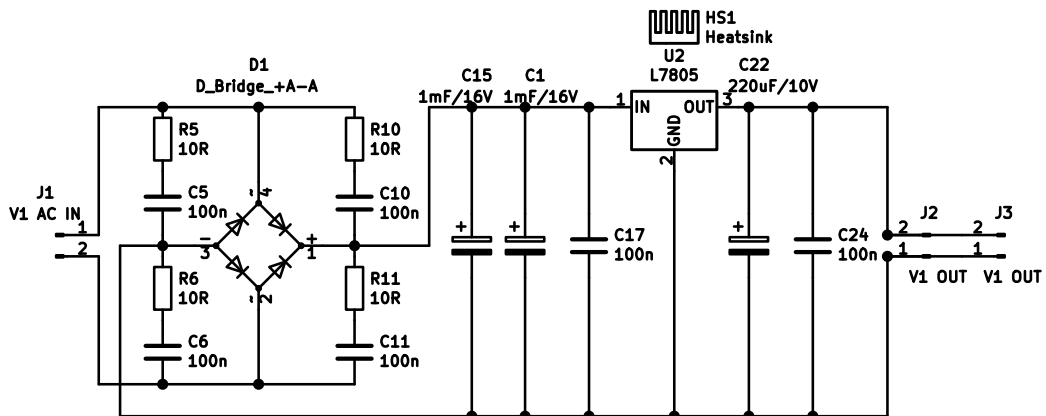 HS1
Heatsink
U2
L7805
D1
D_Bridge_+A-A
C15
1mF/16V
C1
1mF/16V
C22
220uF/10V
1
IN
OUT
3
GND
2
R5
10R
R10
10R
~
4
C5
100n
C10
100n
J1
V1 AC IN
1
2
-
3
+
1
+
+
+
C17
100n
C24
100n
2
J2
2
J3
1
1
V1 OUT
V1 OUT
R6
10R
R11
10R
~
2
C6
100n
C11
100n